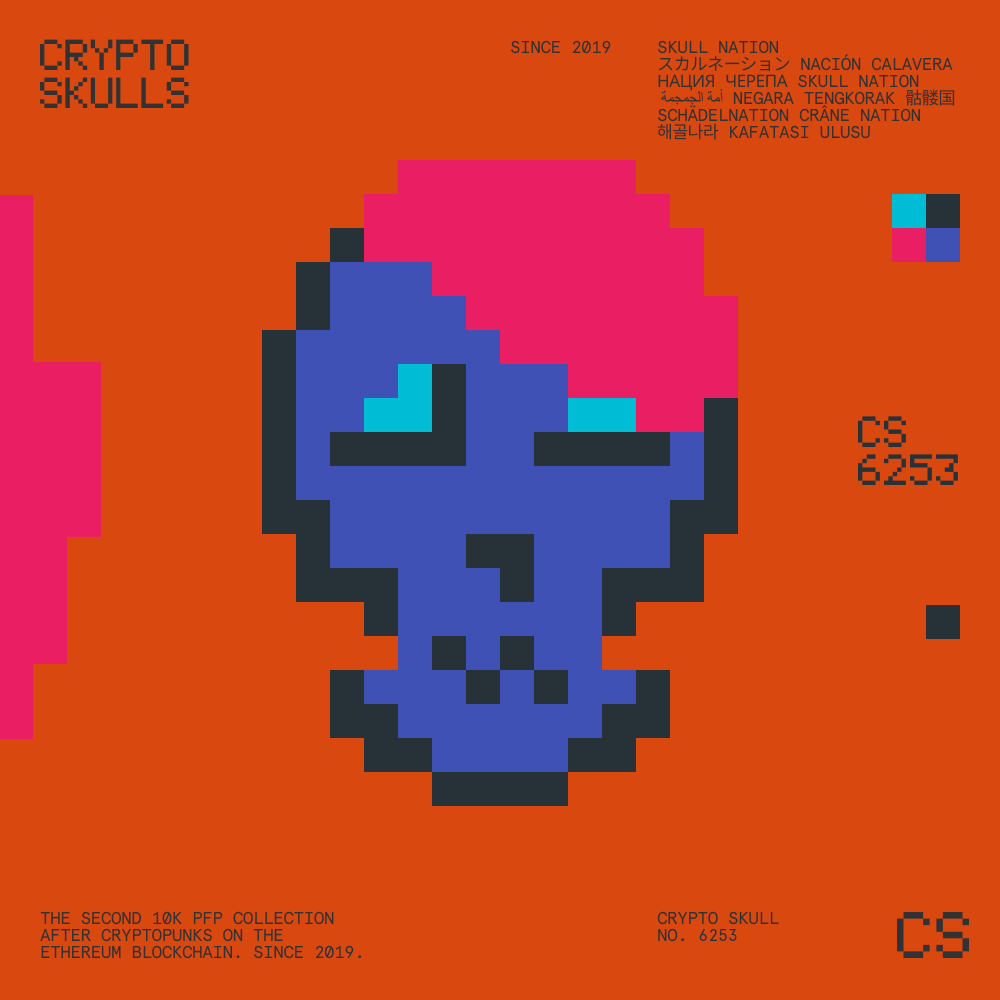 CRYPTO
SKULLS
SINCE 2019
SKULL NATION
スカルネーション NACIÓN CALAVERA
НАЦИЯ ЧЕРЕПА SKULL NATION
أمة الجمجمة NEGARA TENGKORAK 骷髅国
SCHÄDELNATION CRÂNE NATION
해골나라 KAFATASI ULUSU
CS
6253
THE SECOND 10K PFP COLLECTION
AFTER CRYPTOPUNKS ON THE
ETHEREUM BLOCKCHAIN. SINCE 2019.
CRYPTO SKULL
NO. 6253
CS